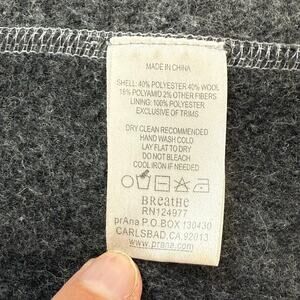 MADE IN CHINA
SHELL: 40% POLYESTER 40% WOOL
18% POLYAMID 2% OTHER FIBERS
LINING: 100% POLYESTER
EXCLUSIVE OF TRIMS
DRY CLEAN RECOMMENDED
HAND WASH COLD
LAY FLAT TO DRY
DO NOT BLEACH
COOL IRON IF NEEDED
BReatHe
RN124977
prAna P.O.BOX 130430
CARLSBAD,CA,92013
www.prana.com